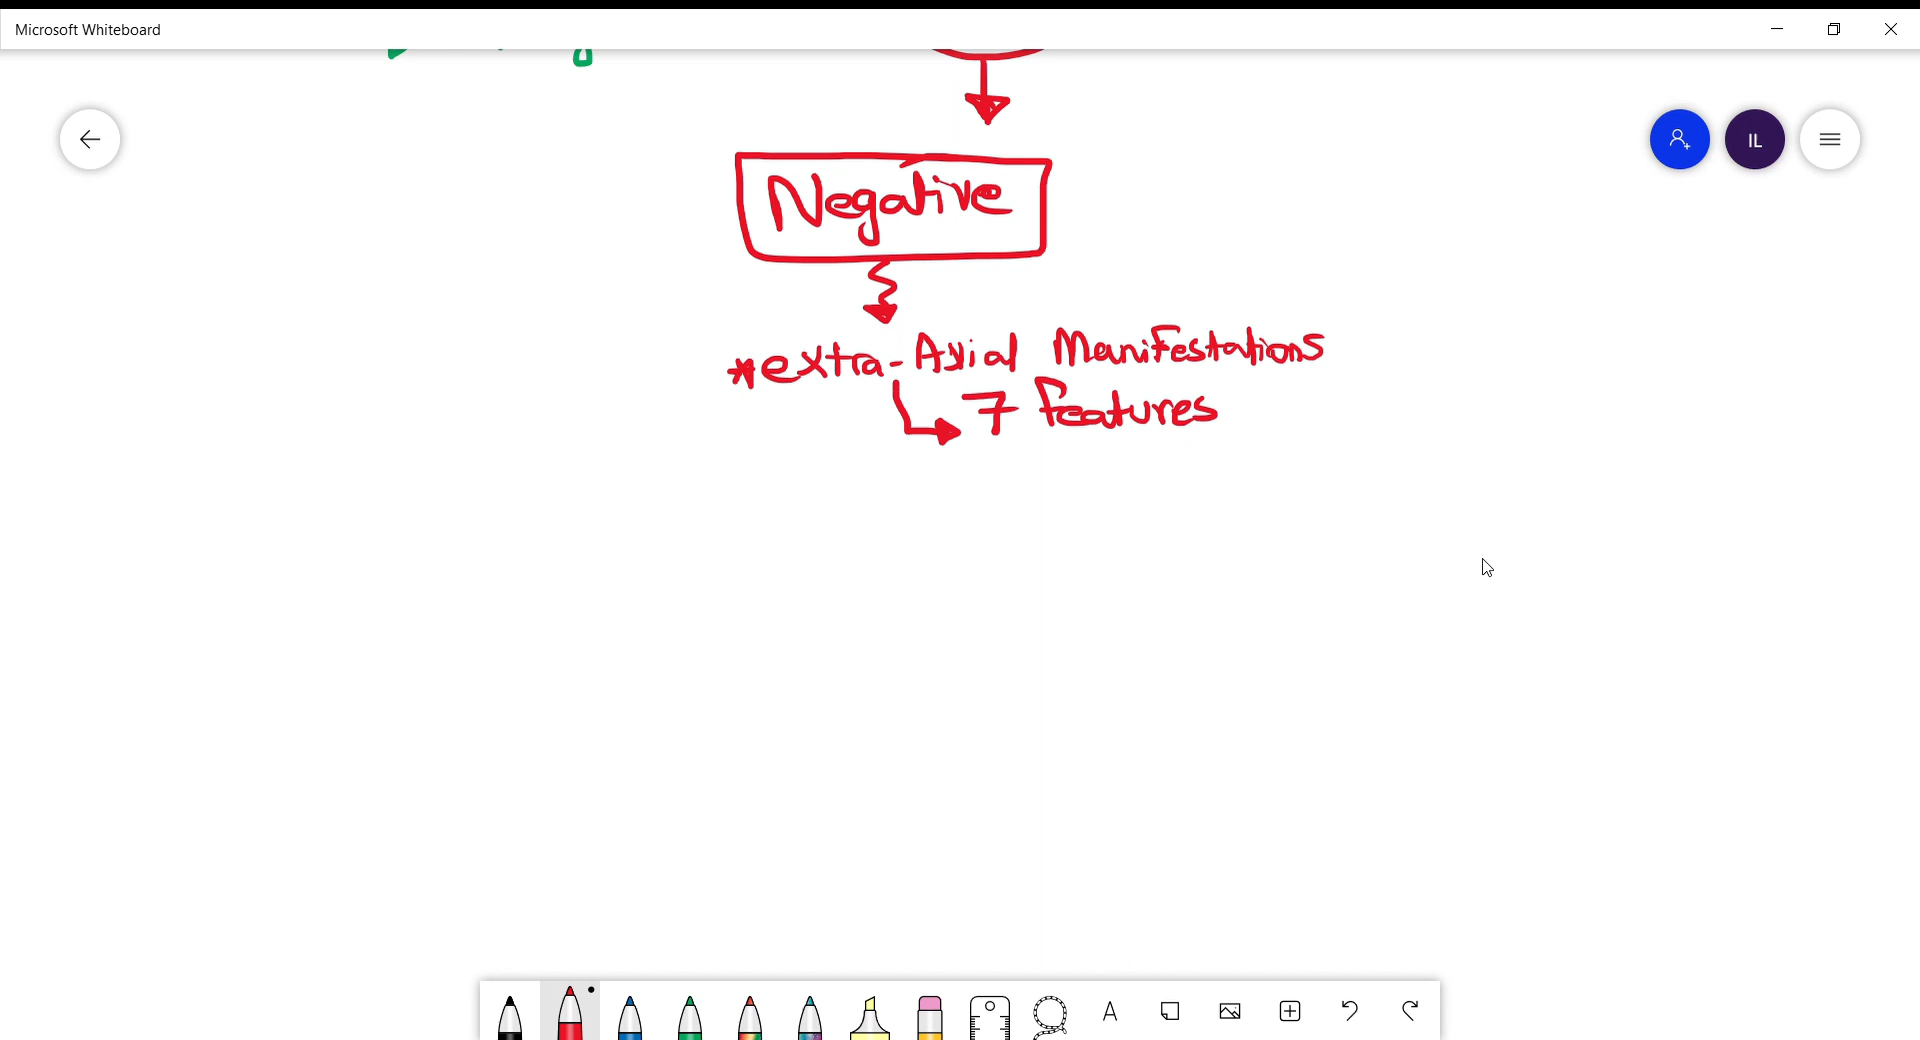 Microsoft Whiteboard
IL
Negative
*extra-Axial Manifestations
7 features
A